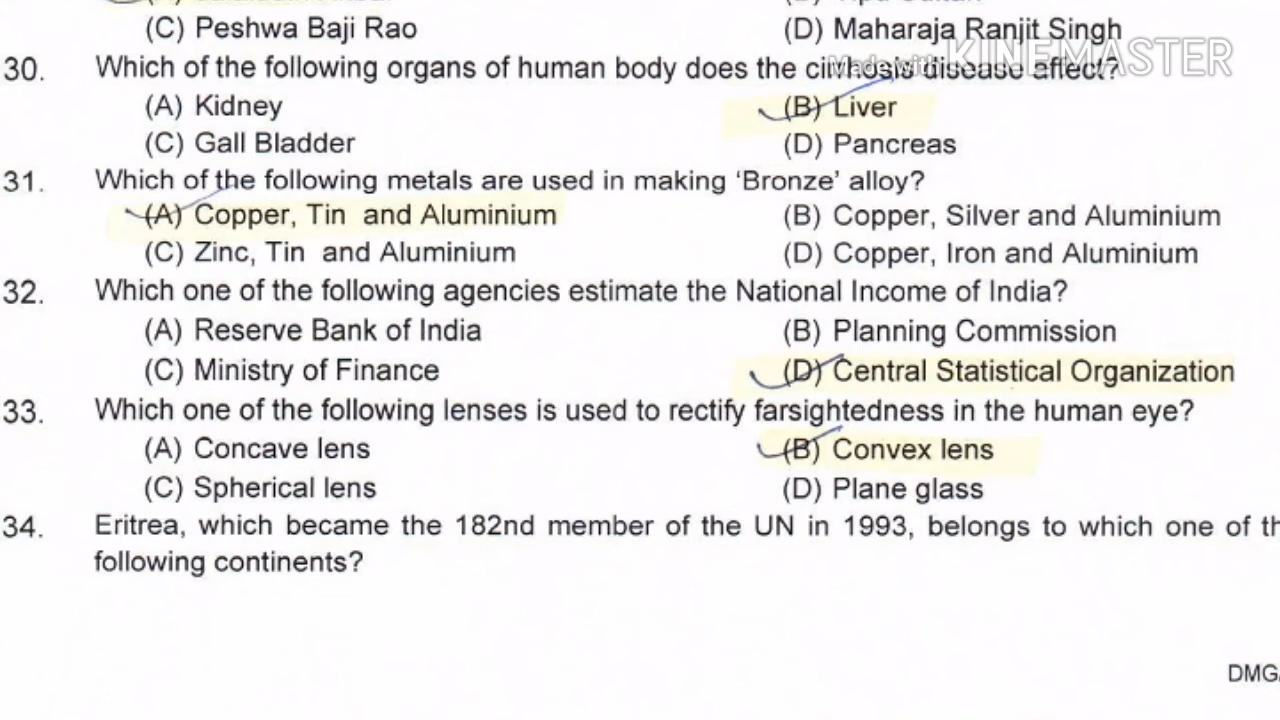 (C) Peshwa Baji Rao (D) Maharaja Ranjit Singh
Made with KINEMASTER
30. Which of the following organs of human body does the cirrhosis disease affect?
(A) Kidney (B) Liver
(C) Gall Bladder (D) Pancreas
31. Which of the following metals are used in making ‘Bronze’ alloy?
(A) Copper, Tin and Aluminium (B) Copper, Silver and Aluminium
(C) Zinc, Tin and Aluminium (D) Copper, Iron and Aluminium
32. Which one of the following agencies estimate the National Income of India?
(A) Reserve Bank of India (B) Planning Commission
(C) Ministry of Finance (D) Central Statistical Organization
33. Which one of the following lenses is used to rectify farsightedness in the human eye?
(A) Concave lens (B) Convex lens
(C) Spherical lens (D) Plane glass
34. Eritrea, which became the 182nd member of the UN in 1993, belongs to which one of th
following continents?
DMG